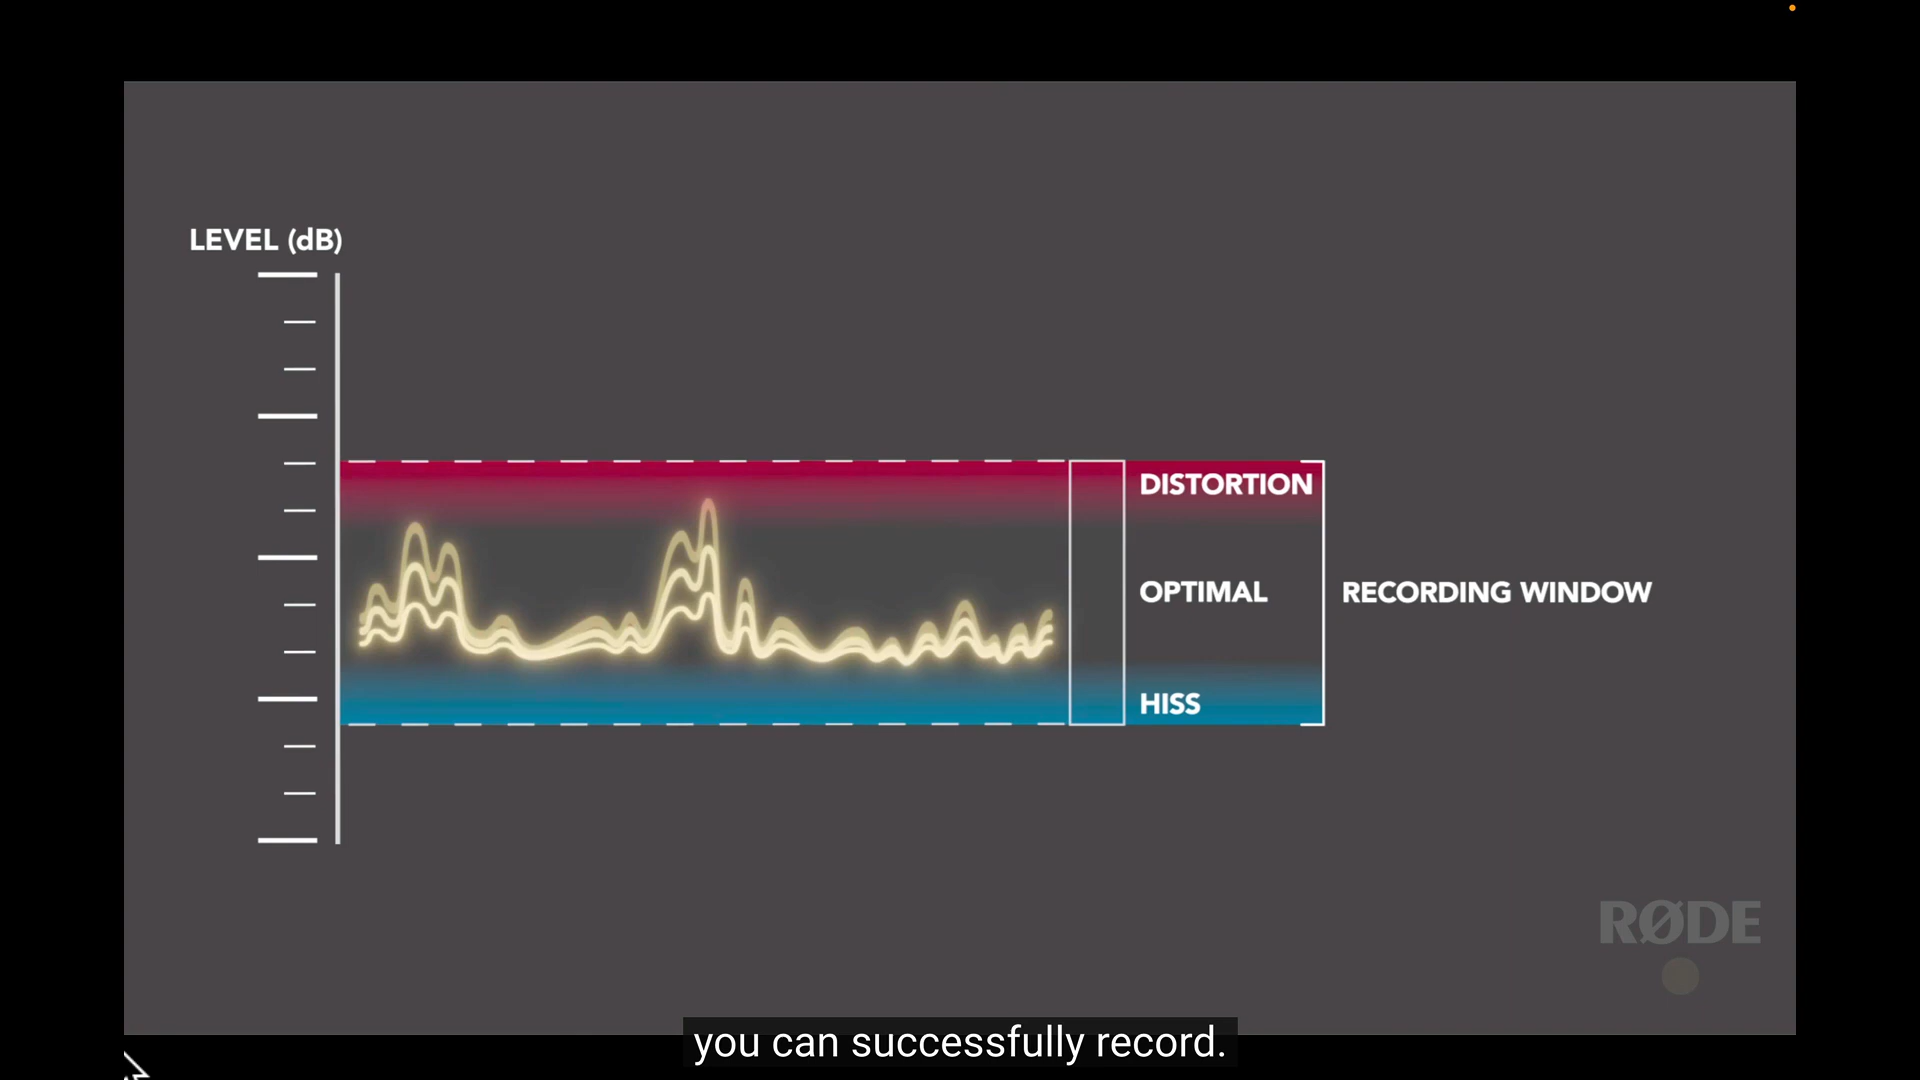 LEVEL (dB)
DISTORTION
OPTIMAL
RECORDING WINDOW
HISS
RØDE
you can successfully record.